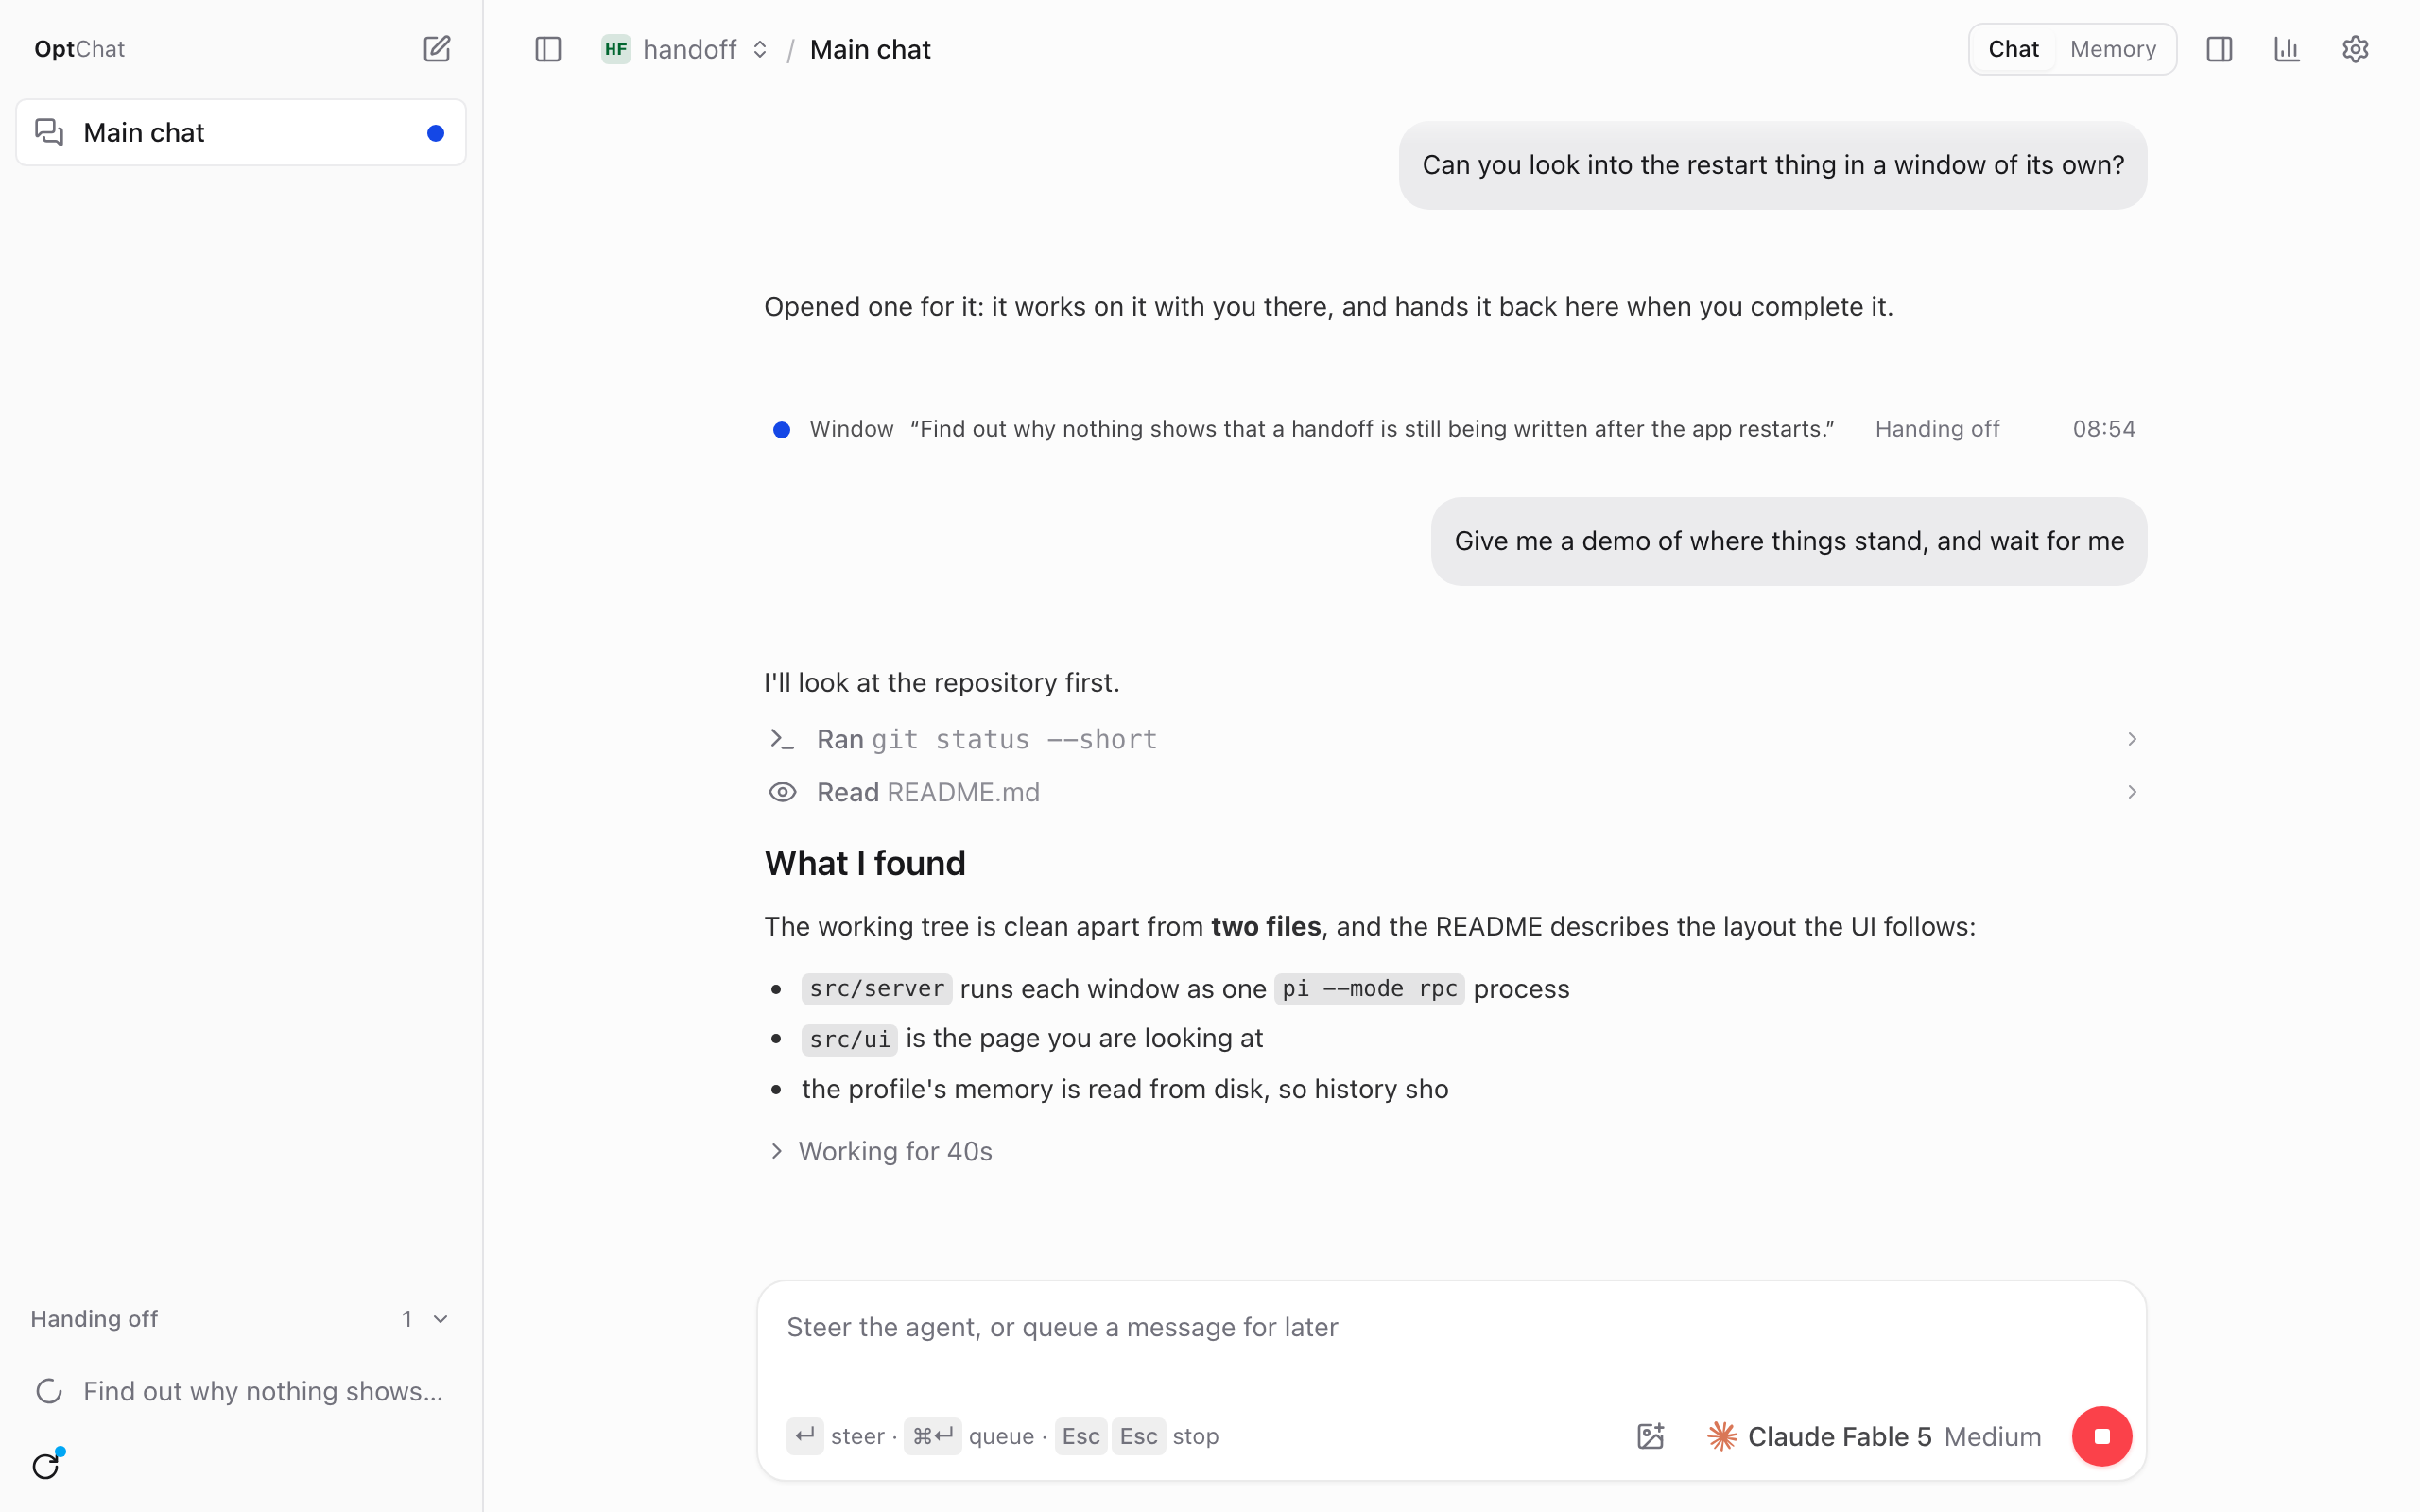 OptChat
Main chat
HF handoff / Main chat
Chat Memory
Can you look into the restart thing in a window of its own?
Opened one for it: it works on it with you there, and hands it back here when you complete it.
Window “Find out why nothing shows that a handoff is still being written after the app restarts.” Handing off 08:54
Give me a demo of where things stand, and wait for me
I'll look at the repository first.
Ran git status --short
Read README.md
What I found
The working tree is clean apart from two files, and the README describes the layout the UI follows:
• src/server runs each window as one pi --mode rpc process
• src/ui is the page you are looking at
• the profile's memory is read from disk, so history sho
Working for 40s
Handing off 1
Find out why nothing shows...
Steer the agent, or queue a message for later
↵ steer · ⌘↵ queue · Esc Esc stop
Claude Fable 5 Medium